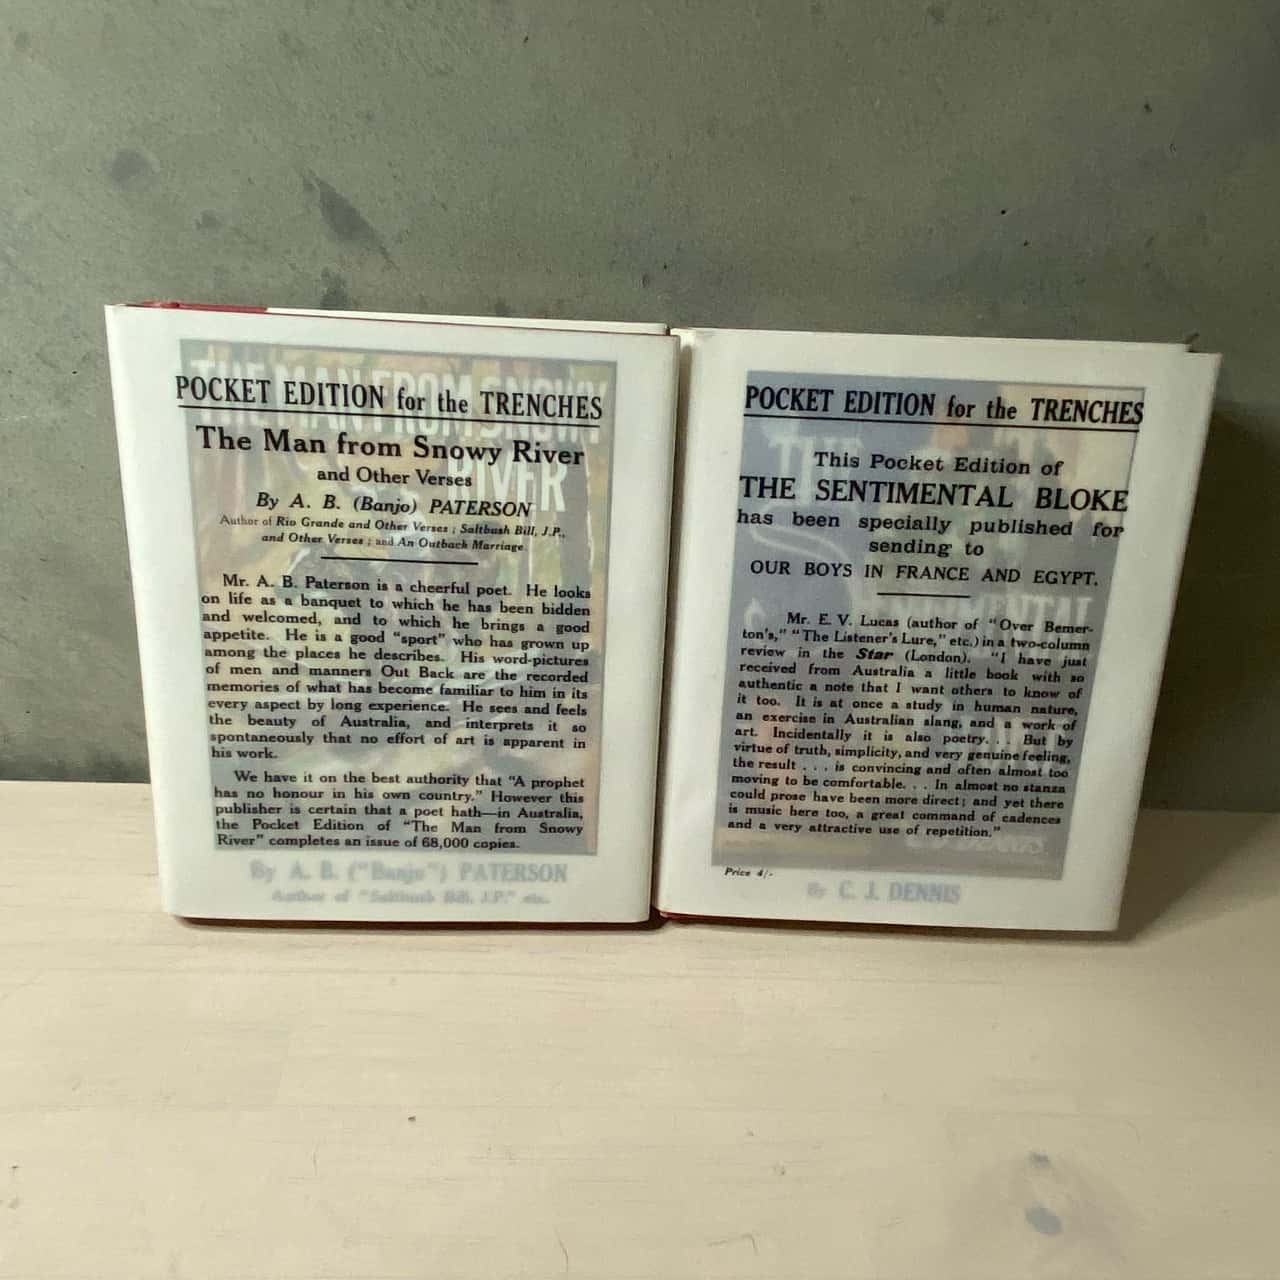 POCKET EDITION for the TRENCHES
The Man from Snowy River
and Other Verses
By A. B. (Banjo) PATERSON
Author of Rio Grande and Other Verses; Saltbush Bill, J.P.,
and Other Verses; and An Outback Marriage.
Mr. A. B. Paterson is a cheerful poet. He looks
on life as a banquet to which he has been bidden
and welcomed, and to which he brings a good
appetite. He is a good "sport" who has grown up
among the places he describes. His word-pictures
of men and manners Out Back are the recorded
memories of what has become familiar to him in its
every aspect by long experience. He sees and feels
the beauty of Australia, and interprets it so
spontaneously that no effort of art is apparent in
his work.
We have it on the best authority that "A prophet
has no honour in his own country." However this
publisher is certain that a poet hath—in Australia,
the Pocket Edition of "The Man from Snowy
River" completes an issue of 68,000 copies.
THE MAN FROM SNOWY
RIVER
By A. B. ("Banjo") PATERSON
Author of "Saltbush Bill, J.P." etc.
POCKET EDITION for the TRENCHES
This Pocket Edition of
THE SENTIMENTAL BLOKE
has been specially published for
sending to
OUR BOYS IN FRANCE AND EGYPT.
Mr. E. V. Lucas (author of "Over Bemer-
ton's," "The Listener's Lure," etc.) in a two-column
review in the Star (London). "I have just
received from Australia a little book with so
authentic a note that I want others to know of
it too. It is at once a study in human nature,
an exercise in Australian slang, and a work of
art. Incidentally it is also poetry. . . But by
virtue of truth, simplicity, and very genuine feeling,
the result . . . is convincing and often almost too
moving to be comfortable. . . In almost no stanza
could prose have been more direct; and yet there
is music here too, a great command of cadences
and a very attractive use of repetition."
Price 4/-
THE
SENTIMENTAL
By C. J. DENNIS